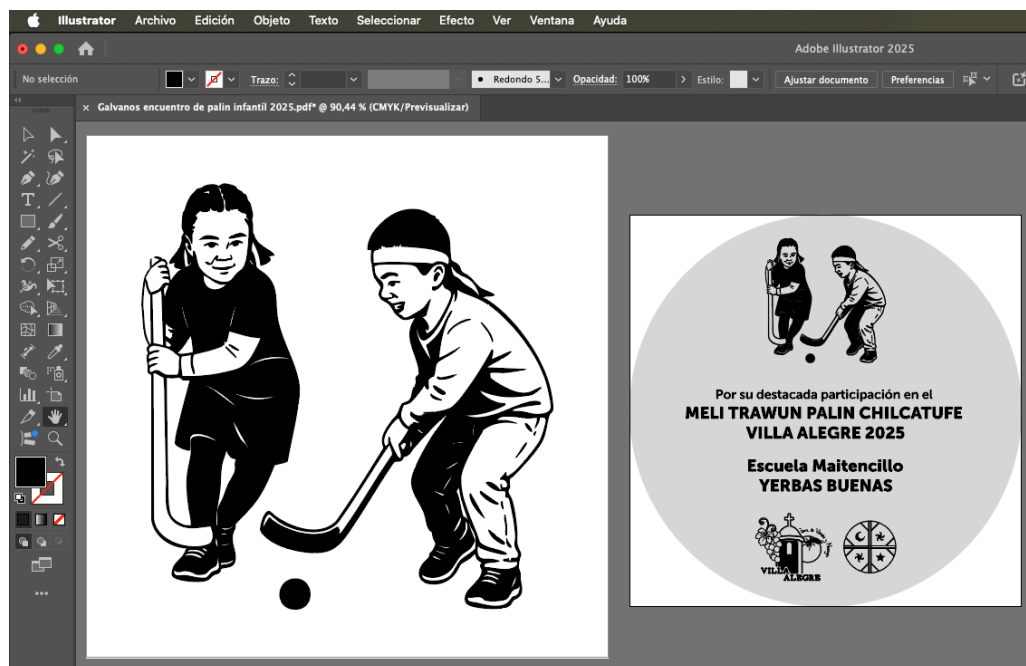 Illustrator Archivo Edición Objeto Texto Seleccionar Efecto Ver Ventana Ayuda
Adobe Illustrator 2025
No selección Trazo: Redondo 5... Opacidad: 100% Estilo: Ajustar documento Preferencias
Galvanos encuentro de palin infantil 2025.pdf* @ 90,44 % (CMYK/Previsualizar)
Por su destacada participación en el
MELI TRAWUN PALIN CHILCATUFE
VILLA ALEGRE 2025
Escuela Maitencillo
YERBAS BUENAS
VILLA
ALEGRE